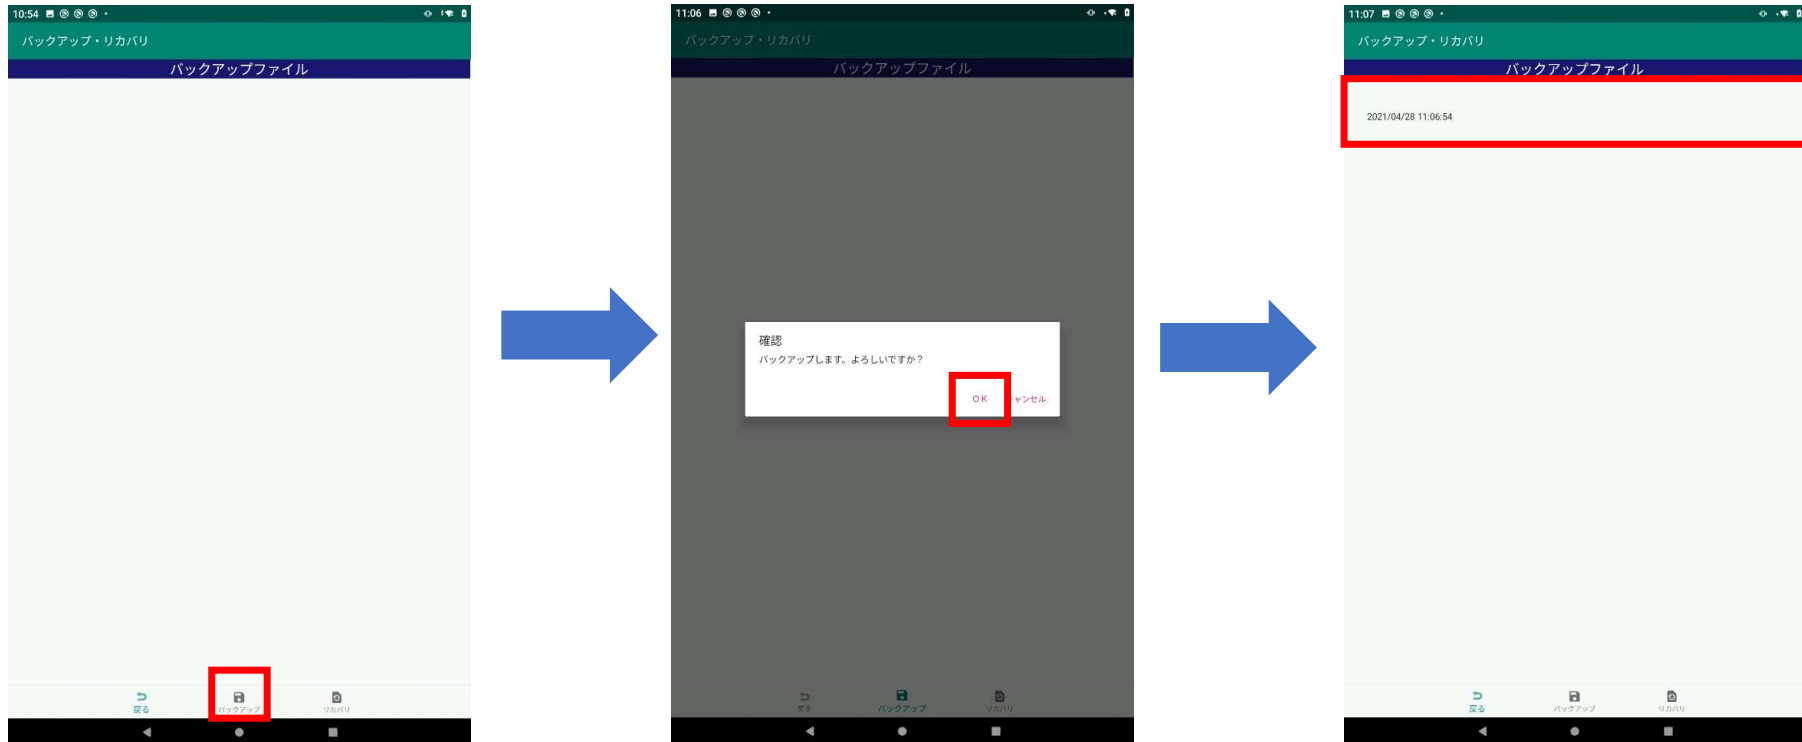 10:54
バックアップ・リカバリ
バックアップファイル
戻る
バックアップ
リカバリ
11:06
バックアップ・リカバリ
バックアップファイル
確認
バックアップします。よろしいですか？
OK
ャンセル
戻る
バックアップ
リカバリ
11:07
バックアップ・リカバリ
バックアップファイル
2021/04/28 11:06:54
戻る
バックアップ
リカバリ